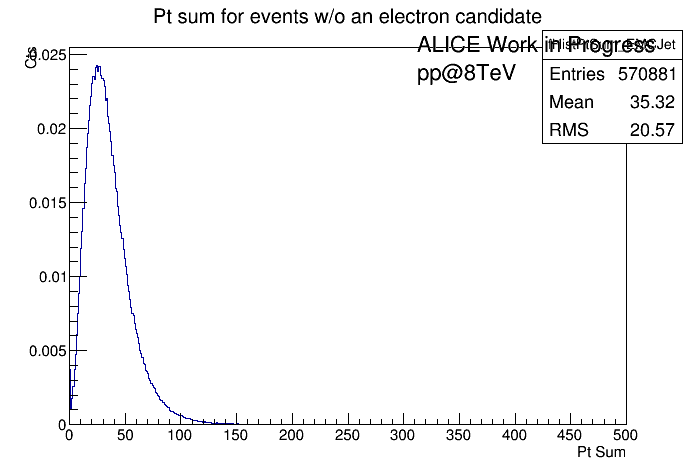 Pt sum for events w/o an electron candidate
ALICE Work in Progress
pp@8TeV
Entries 570881
Mean 35.32
RMS 20.57
0.025
0.02
0.015
0.01
0.005
0
0 50 100 150 200 250 300 350 400 450 500
Pt Sum